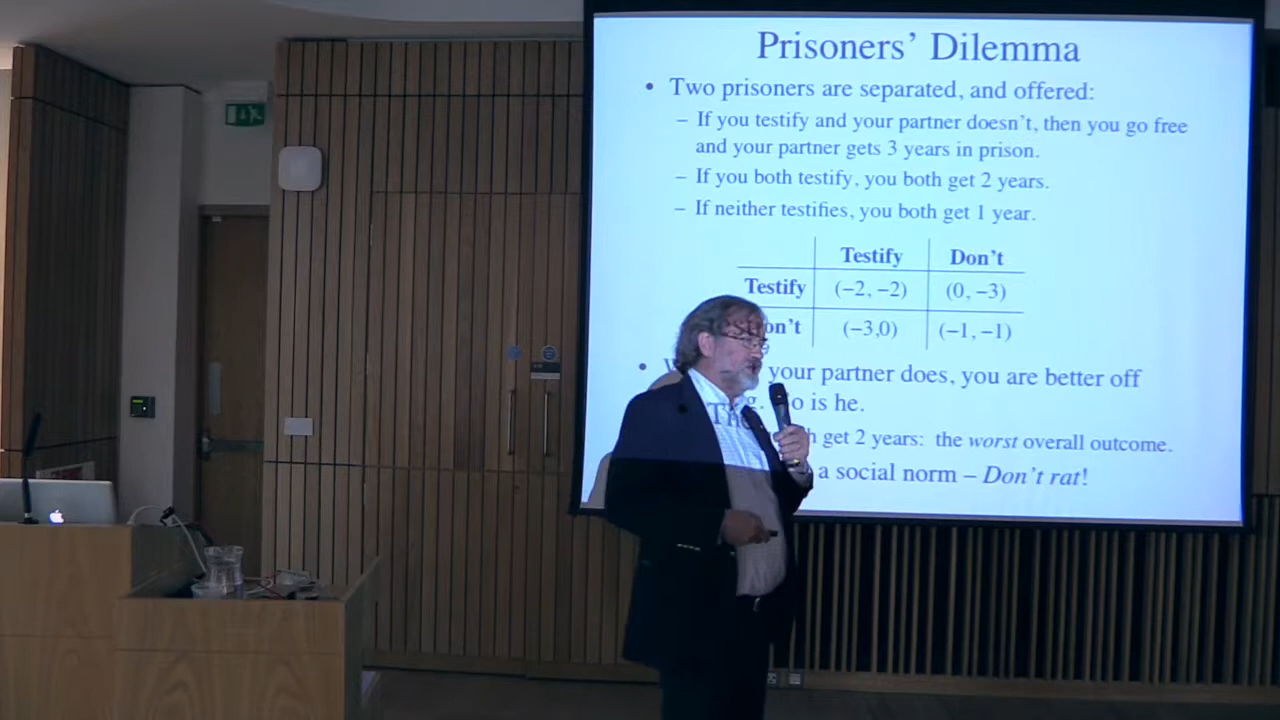 Prisoners' Dilemma
• Two prisoners are separated, and offered:
– If you testify and your partner doesn't, then you go free
and your partner gets 3 years in prison.
– If you both testify, you both get 2 years.
– If neither testifies, you both get 1 year.
Testify Don't
Testify (−2, −2) (0, −3)
on't (−3,0) (−1, −1)
• your partner does, you are better off
g. So is he.
get 2 years: the worst overall outcome.
a social norm – Don't rat!